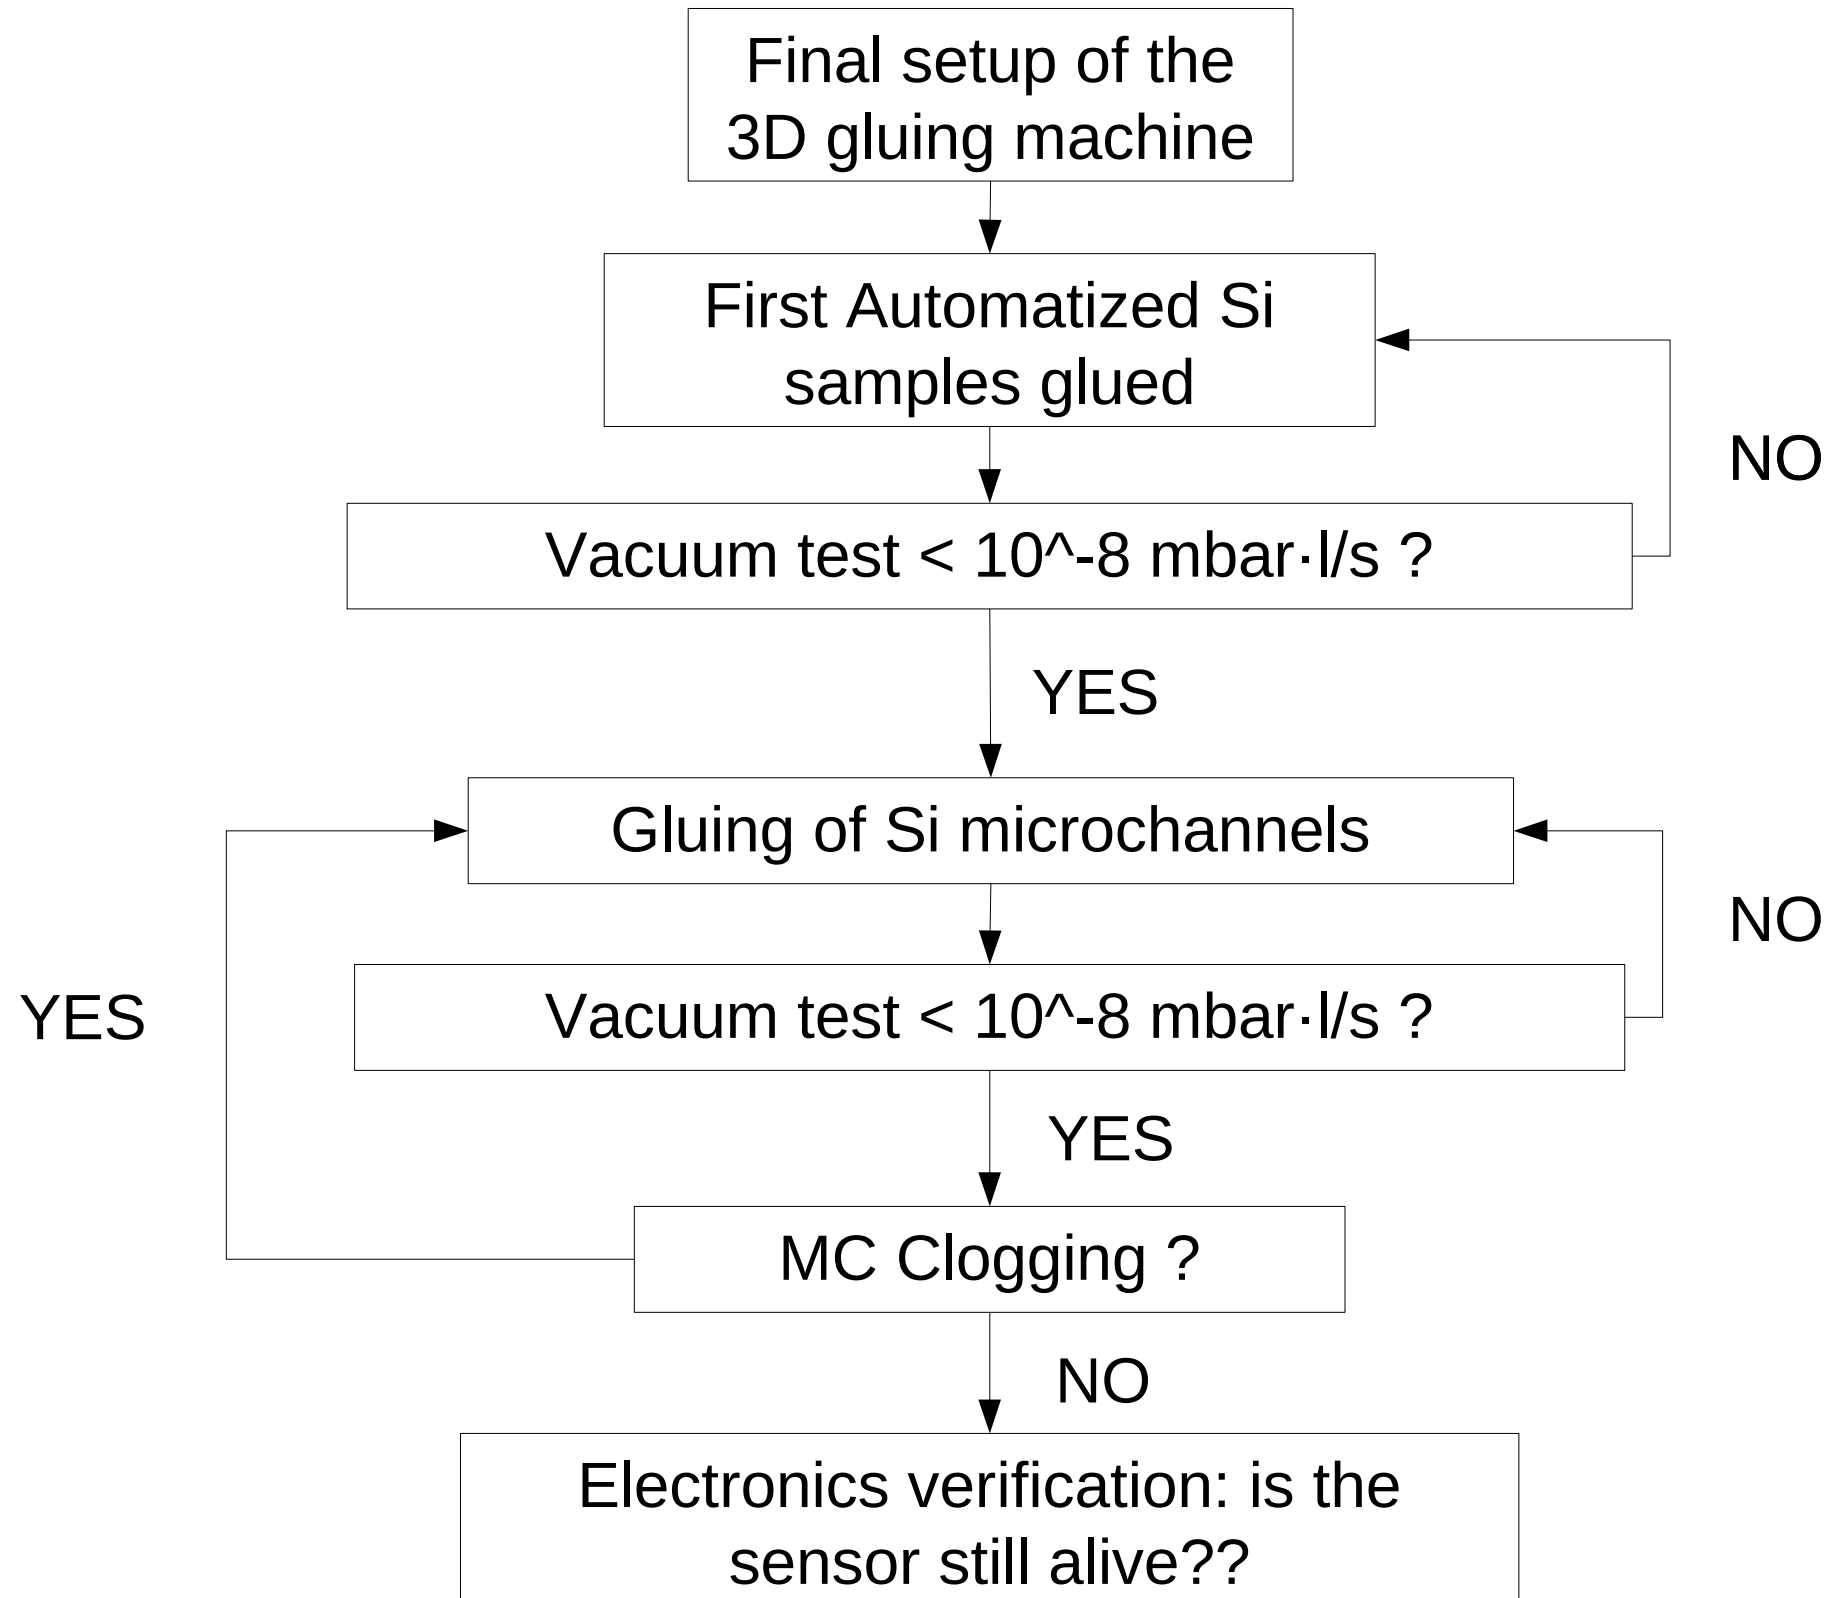 Final setup of the
3D gluing machine
First Automatized Si
samples glued
NO
Vacuum test < 10^-8 mbar·l/s ?
YES
Gluing of Si microchannels
NO
Vacuum test < 10^-8 mbar·l/s ?
YES
YES
MC Clogging ?
NO
Electronics verification: is the
sensor still alive??